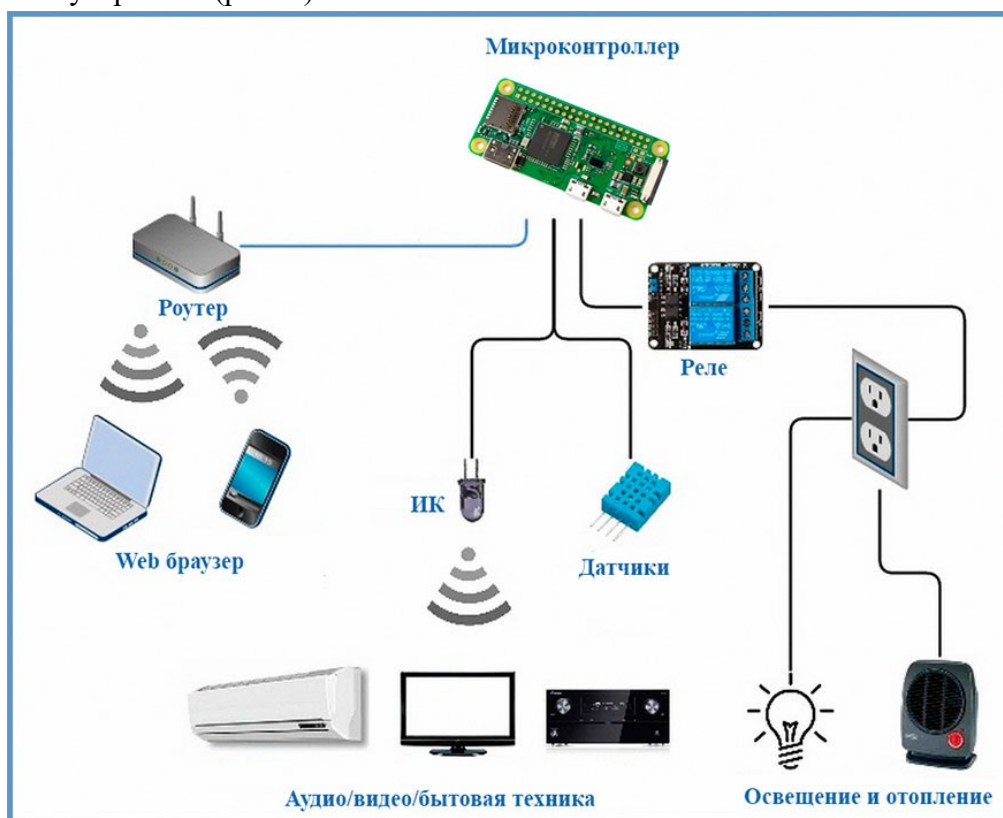 Микроконтроллер
Роутер
Реле
ИК
Датчики
Web браузер
Аудио/видео/бытовая техника
Освещение и отопление